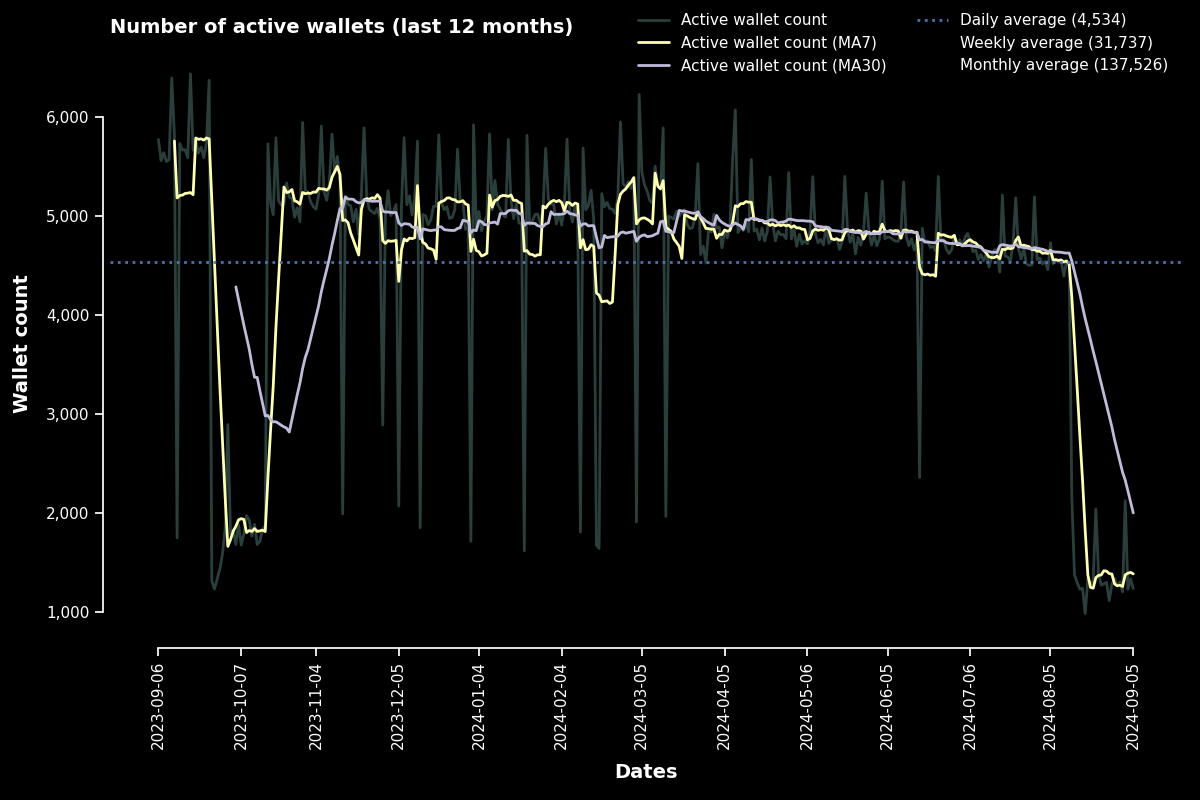 Number of active wallets (last 12 months)
Active wallet count
Active wallet count (MA7)
Active wallet count (MA30)
Daily average (4,534)
Weekly average (31,737)
Monthly average (137,526)
Wallet count
6,000
5,000
4,000
3,000
2,000
1,000
2023-09-06
2023-10-07
2023-11-04
2023-12-05
2024-01-04
2024-02-04
2024-03-05
2024-04-05
2024-05-06
2024-06-05
2024-07-06
2024-08-05
2024-09-05
Dates